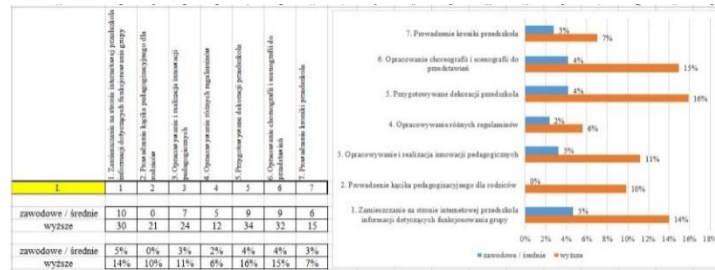 1. Zamieszczanie na stronie internetowej przedszkola
informacji dotyczących funkcjonowania grupy
2. Prowadzenie kącika pedagogizacyjnego dla
rodziców
3. Opracowywanie i realizacja innowacji
pedagogicznych
4. Opracowywanie różnych regulaminów
5. Przygotowywane dekoracji przedszkola
6. Opracowanie choreografii i scenografii do
przedstawień
7. Prowadzenie kroniki przedszkola
I. 1 2 3 4 5 6 7
zawodowe / średnie 10 0 7 5 9 9 6
wyższe 30 21 24 12 34 32 15
zawodowe / średnie 5% 0% 3% 2% 4% 4% 3%
wyższe 14% 10% 11% 6% 16% 15% 7%
7. Prowadzenie kroniki przedszkola
3%
7%
6. Opracowanie choreografii i scenografii do
przedstawień
4%
15%
5. Przygotowywane dekoracji przedszkola
4%
16%
4. Opracowywanie różnych regulaminów
2%
6%
3. Opracowywanie i realizacja innowacji pedagogicznych
3%
11%
2. Prowadzenie kącika pedagogizacyjnego dla rodziców
0%
10%
1. Zamieszczanie na stronie internetowej przedszkola
informacji dotyczących funkcjonowania grupy
5%
14%
0% 2% 4% 6% 8% 10% 12% 14% 16% 18%
zawodowe / średnie wyższe